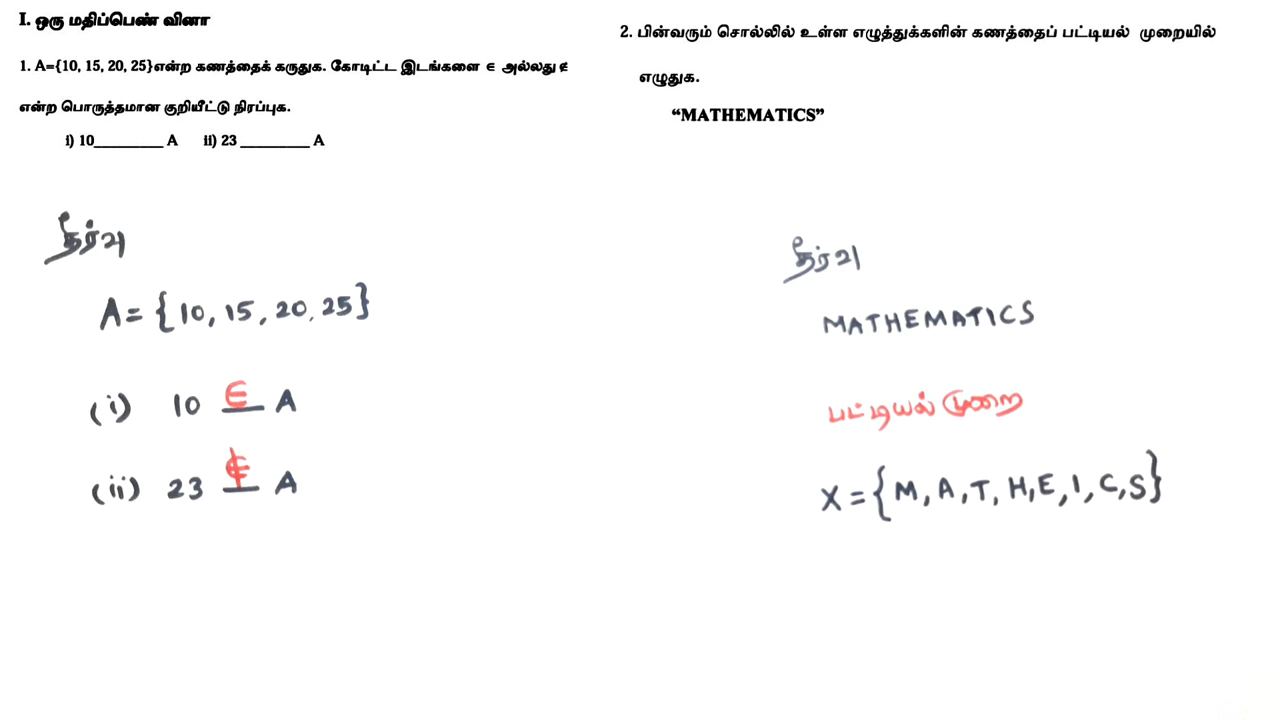 I. ஒரு மதிப்பெண் வினா
1. A={10, 15, 20, 25}என்ற கணத்தைக் கருதுக. கோடிட்ட இடங்களை ∈ அல்லது ∉
என்ற பொருத்தமான குறியீட்டு நிரப்புக.
i) 10_________ A ii) 23 _________ A
தீர்வு
A = {10, 15, 20, 25}
(i) 10 ∈ A
(ii) 23 ∉ A
2. பின்வரும் சொல்லில் உள்ள எழுத்துக்களின் கணத்தைப் பட்டியல் முறையில்
எழுதுக.
“MATHEMATICS”
தீர்வு
MATHEMATICS
பட்டியல் முறை
X = {M, A, T, H, E, I, C, S}